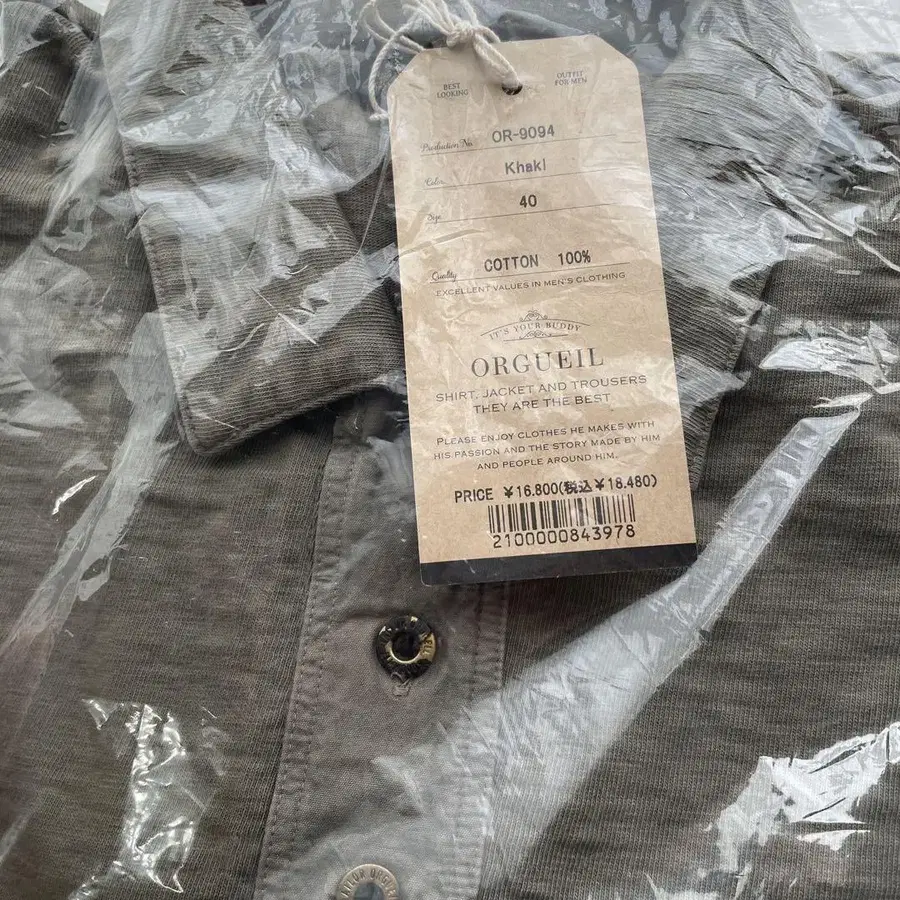 BEST LOOKING
OUTFIT FOR MEN
Production No. OR-9094
Color Khaki
Size 40
Quality COTTON 100%
EXCELLENT VALUES IN MEN'S CLOTHING
IT'S YOUR BUDDY
ORGUEIL
SHIRT, JACKET AND TROUSERS
THEY ARE THE BEST
PLEASE ENJOY CLOTHES HE MAKES WITH
HIS PASSION AND THE STORY MADE BY HIM
AND PEOPLE AROUND HIM.
PRICE ¥16.800(税込¥18.480)
2100000843978